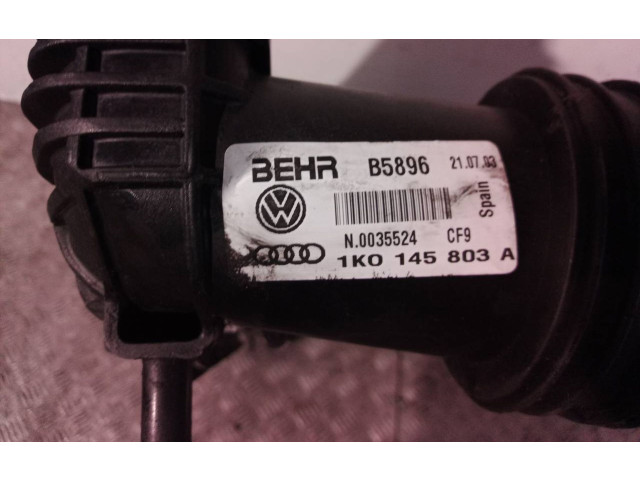 BEHR B5896 21.07.03
Spain
N.0035524 CF9
1K0 145 803 A